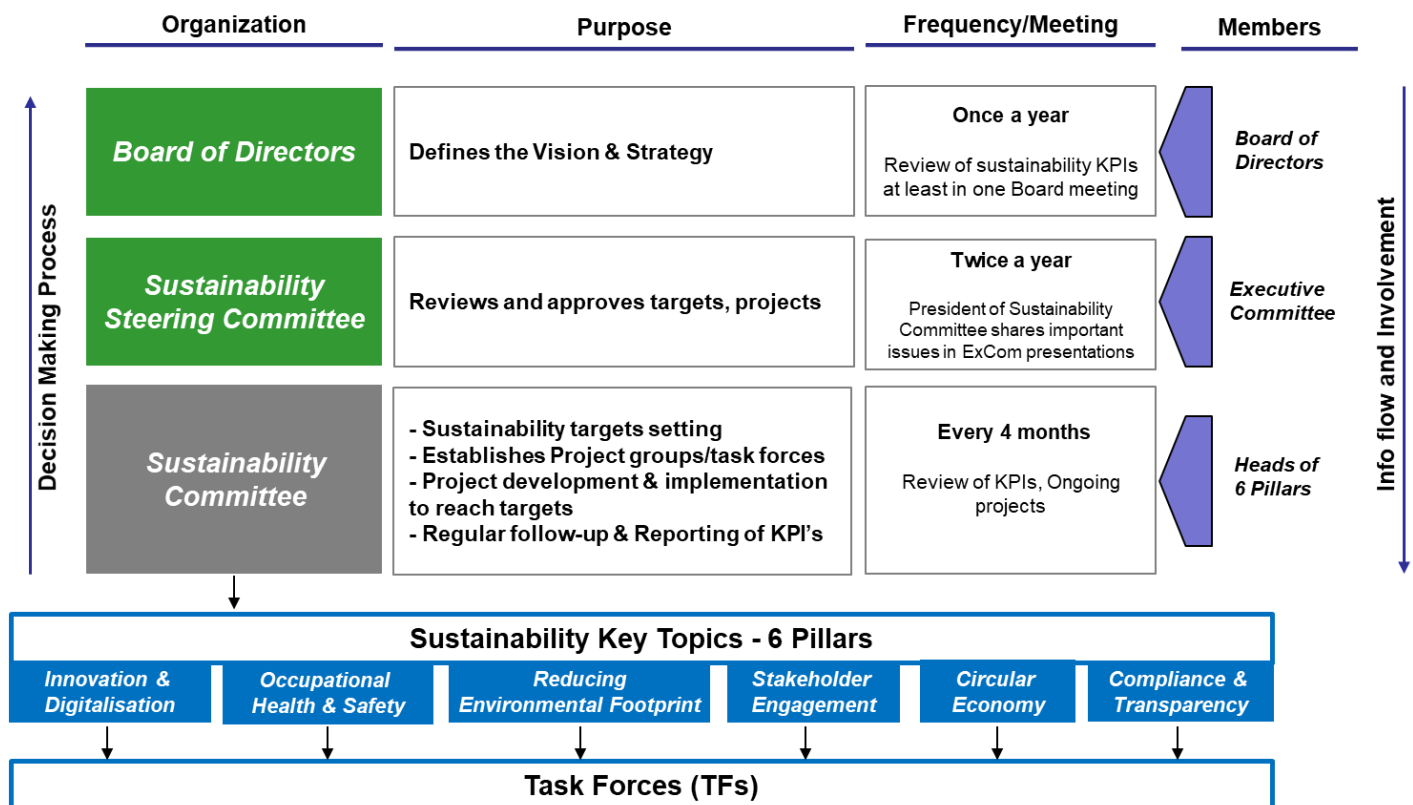 Organization
Purpose
Frequency/Meeting
Members
Decision Making Process
Board of Directors
Defines the Vision & Strategy
Once a year
Review of sustainability KPIs
at least in one Board meeting
Board of
Directors
Sustainability
Steering Committee
Reviews and approves targets, projects
Twice a year
President of Sustainability
Committee shares important
issues in ExCom presentations
Executive
Committee
Sustainability
Committee
- Sustainability targets setting
- Establishes Project groups/task forces
- Project development & implementation
to reach targets
- Regular follow-up & Reporting of KPI’s
Every 4 months
Review of KPIs, Ongoing
projects
Heads of
6 Pillars
Info flow and Involvement
Sustainability Key Topics - 6 Pillars
Innovation &
Digitalisation
Occupational
Health & Safety
Reducing
Environmental Footprint
Stakeholder
Engagement
Circular
Economy
Compliance &
Transparency
Task Forces (TFs)